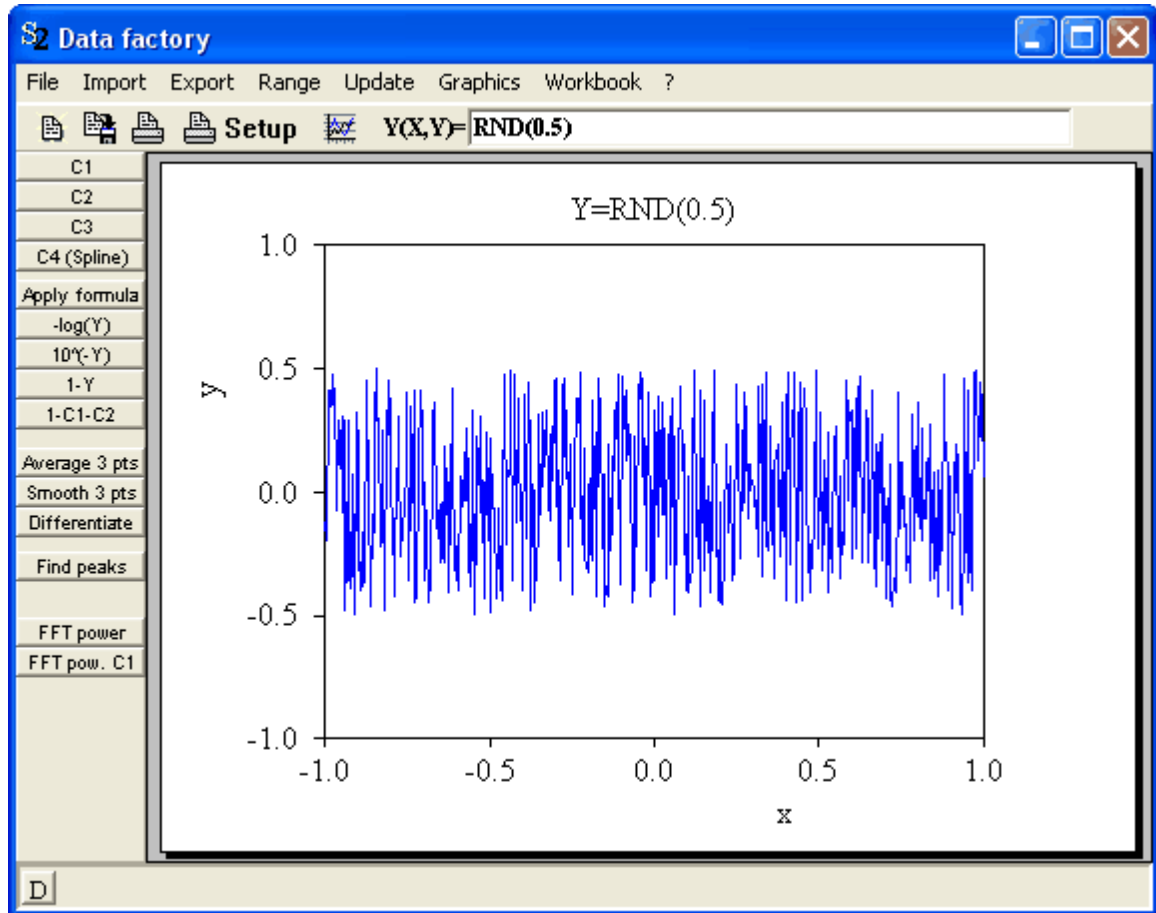 S2 Data factory
File Import Export Range Update Graphics Workbook ?
Setup Y(X,Y)= RND(0.5)
C1
C2
C3
C4 (Spline)
Apply formula
-log(Y)
10^(-Y)
1-Y
1-C1-C2
Average 3 pts
Smooth 3 pts
Differentiate
Find peaks
FFT power
FFT pow. C1
Y=RND(0.5)
1.0
0.5
y
0.0
-0.5
-1.0
-1.0 -0.5 0.0 0.5 1.0
x
D